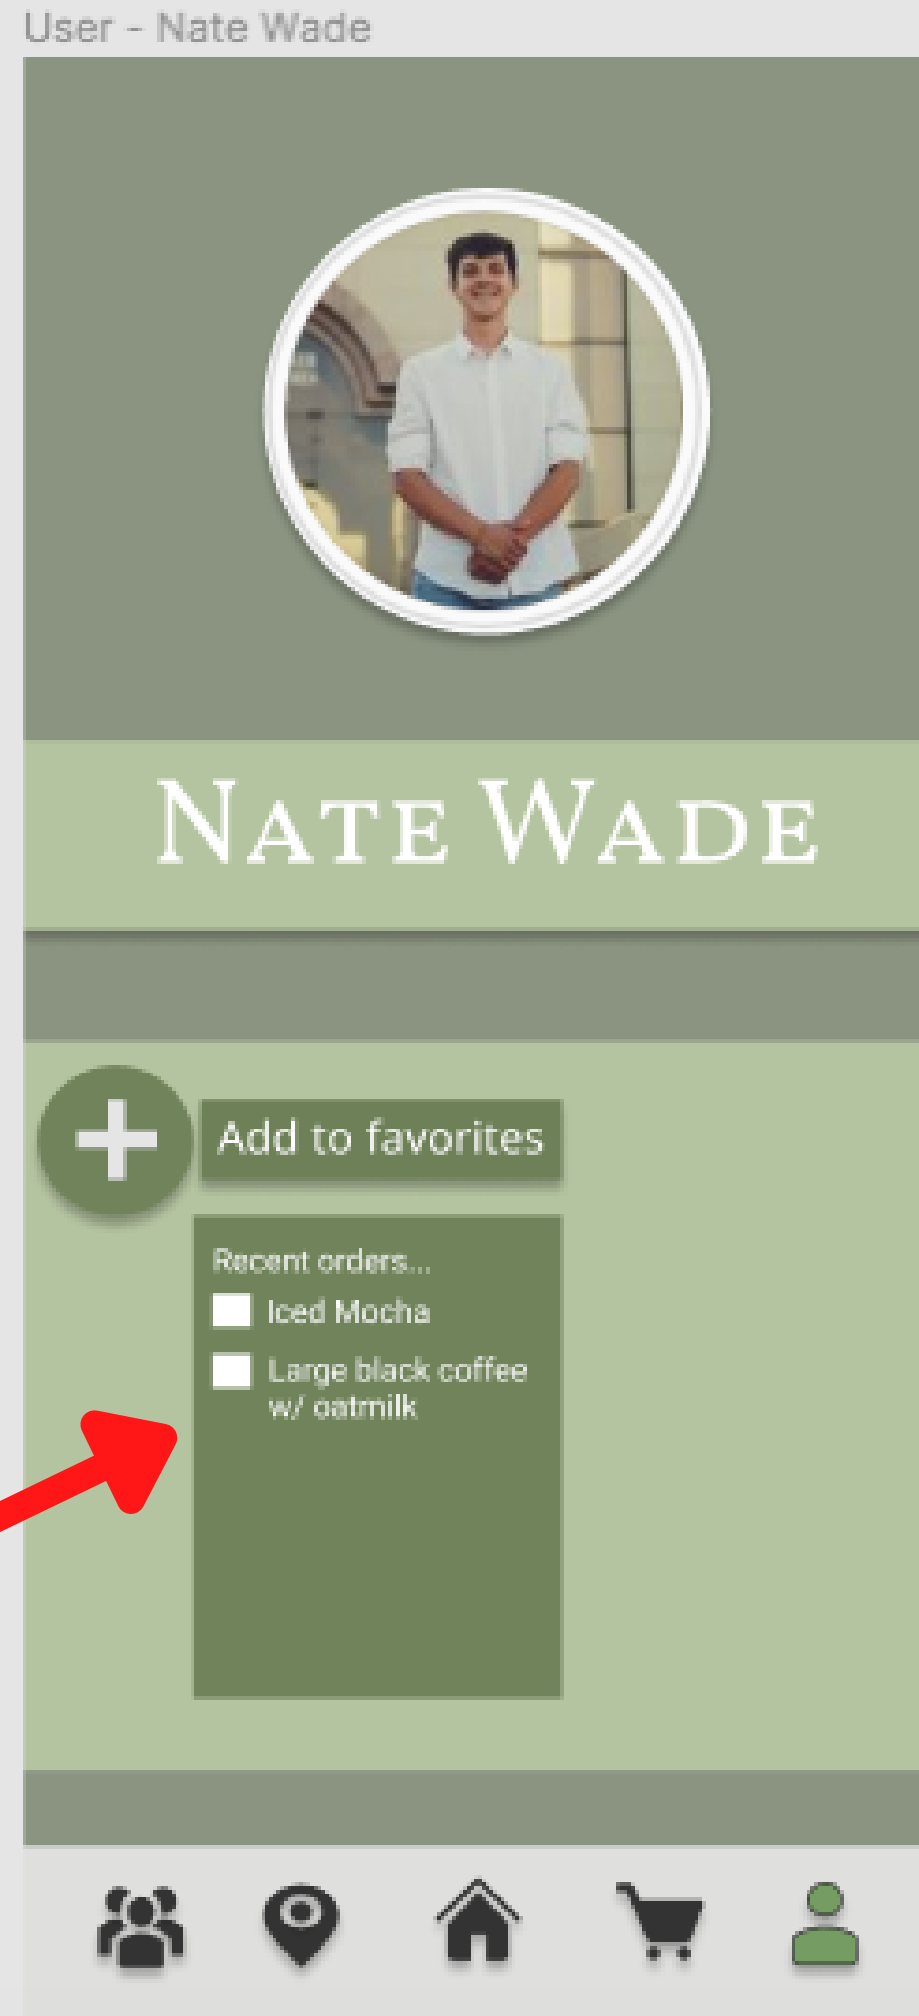 User - Nate Wade
NATE WADE
Add to favorites
Recent orders...
Iced Mocha
Large black coffee
w/ oatmilk